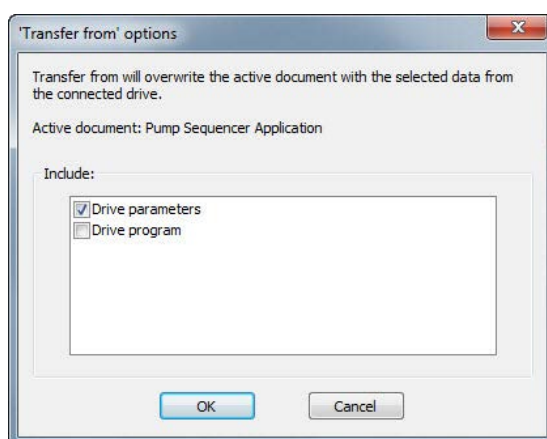 'Transfer from' options
Transfer from will overwrite the active document with the selected data from
the connected drive.
Active document: Pump Sequencer Application
Include:
Drive parameters
Drive program
OK
Cancel